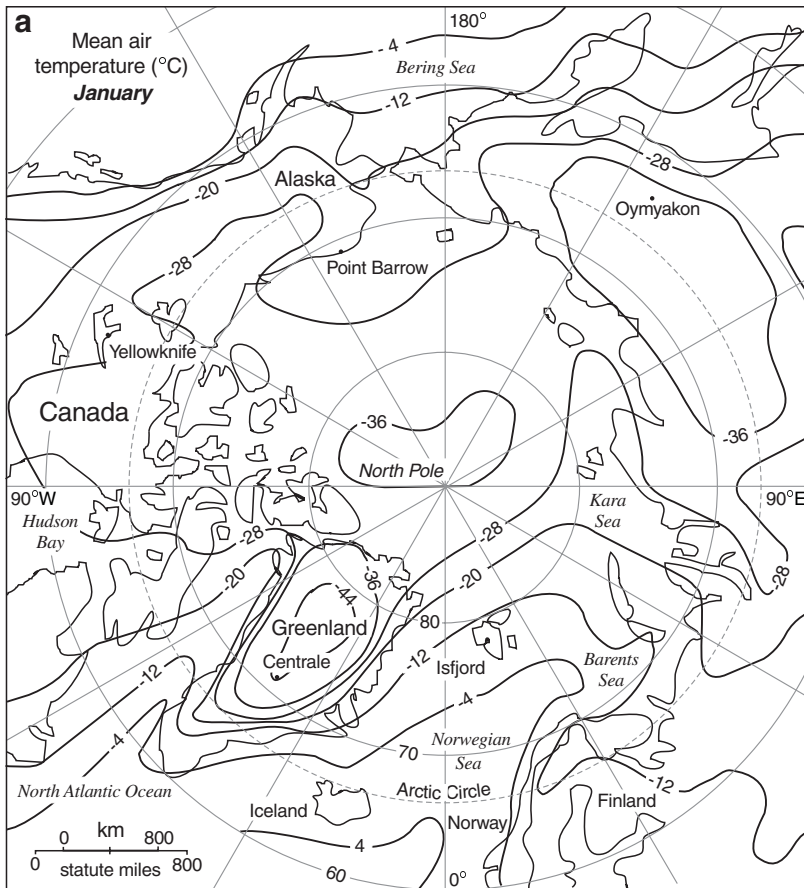 a
Mean air
temperature (°C)
January
180°
Bering Sea
-4
-12
-20
Alaska
-28
Oymyakon
-28
Point Barrow
Yellowknife
Canada
-36
-36
North Pole
90°W
90°E
Hudson
Bay
Kara
Sea
-28
-28
-20
-36
-20
-28
-44
Greenland
80
Centrale
-12
Isfjord
Barents
Sea
-12
-4
-4
70
Norwegian
Sea
North Atlantic Ocean
Arctic Circle
-12
Iceland
Finland
Norway
0 km 800
0 statute miles 800
4
60
0°